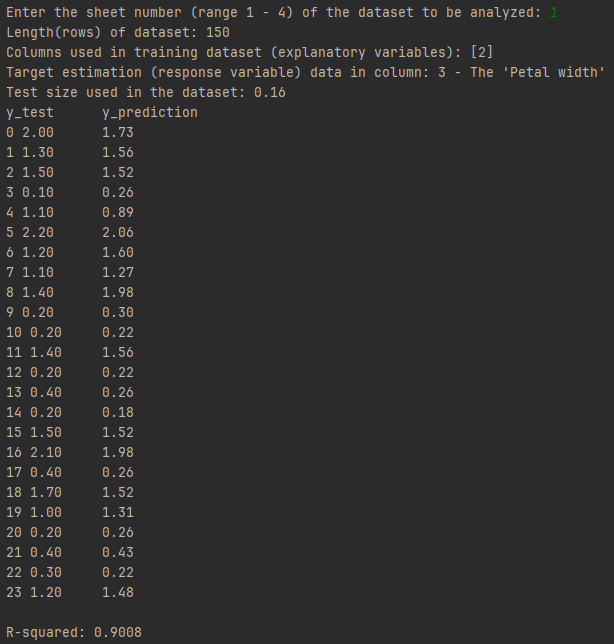 Enter the sheet number (range 1 - 4) of the dataset to be analyzed: 1
Length(rows) of dataset: 150
Columns used in training dataset (explanatory variables): [2]
Target estimation (response variable) data in column: 3 - The 'Petal width'
Test size used in the dataset: 0.16
y_test      y_prediction
0 2.00      1.73
1 1.30      1.56
2 1.50      1.52
3 0.10      0.26
4 1.10      0.89
5 2.20      2.06
6 1.20      1.60
7 1.10      1.27
8 1.40      1.98
9 0.20      0.30
10 0.20     0.22
11 1.40     1.56
12 0.20     0.22
13 0.40     0.26
14 0.20     0.18
15 1.50     1.52
16 2.10     1.98
17 0.40     0.26
18 1.70     1.52
19 1.00     1.31
20 0.20     0.26
21 0.40     0.43
22 0.30     0.22
23 1.20     1.48
R-squared: 0.9008